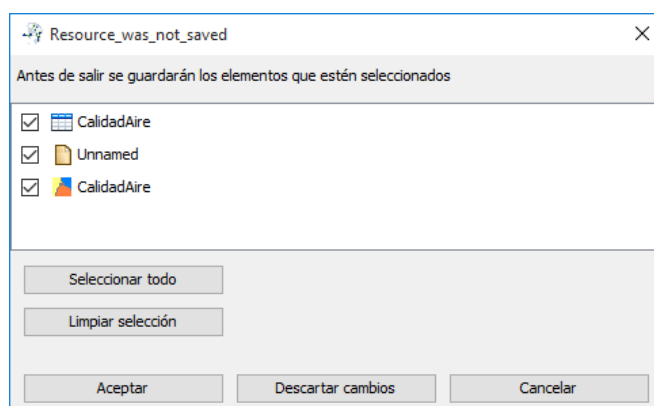 Resource_was_not_saved
Antes de salir se guardarán los elementos que estén seleccionados
CalidadAire
Unnamed
CalidadAire
Seleccionar todo
Limpiar selección
Aceptar Descartar cambios Cancelar